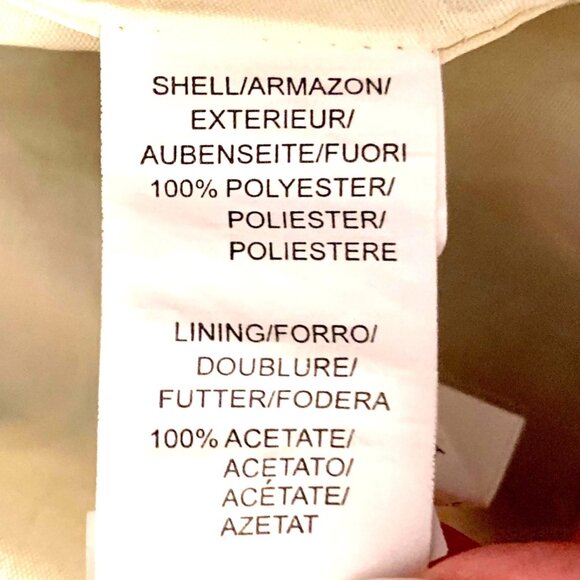 SHELL/ARMAZON/
EXTERIEUR/
AUBENSEITE/FUORI
100% POLYESTER/
POLIESTER/
POLIESTERE
LINING/FORRO/
DOUBLURE/
FUTTER/FODERA
100% ACETATE/
ACETATO/
ACÉTATE/
AZETAT